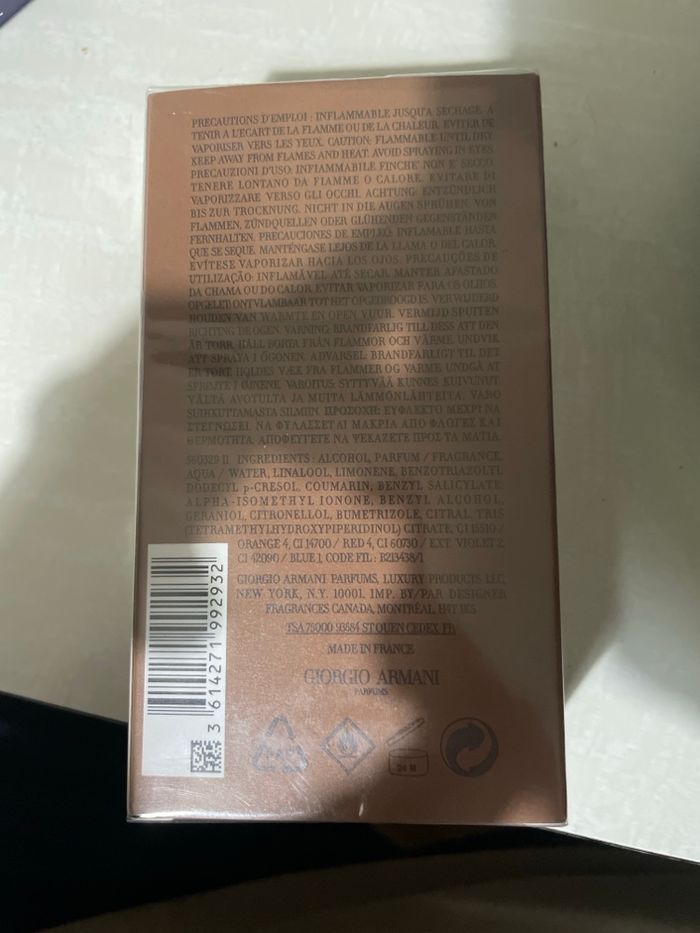 PRECAUTIONS D'EMPLOI : INFLAMMABLE JUSQU'A SECHAGE. A
TENIR A L'ECART DE LA FLAMME OU DE LA CHALEUR. EVITER DE
VAPORISER VERS LES YEUX. CAUTION: FLAMMABLE UNTIL DRY.
KEEP AWAY FROM FLAMES AND HEAT. AVOID SPRAYING IN EYES.
PRECAUZIONI D'USO: INFIAMMABILE FINCHE' NON E' SECCO.
TENERE LONTANO DA FIAMME O CALORE. EVITARE DI
VAPORIZZARE VERSO GLI OCCHI. ACHTUNG: ENTZÜNDLICH
BIS ZUR TROCKNUNG. NICHT IN DIE AUGEN SPRÜHEN. VON
FLAMMEN, ZÜNDQUELLEN ODER GLÜHENDEN GEGENSTÄNDEN
FERNHALTEN. PRECAUCIONES DE EMPLEO: INFLAMABLE HASTA
QUE SE SEQUE. MANTÉNGASE LEJOS DE LA LLAMA O DEL CALOR.
EVÍTESE VAPORIZAR HACIA LOS OJOS. PRECAUÇÕES DE
UTILIZAÇÃO: INFLAMÁVEL ATÉ SECAR. MANTER AFASTADO
DA CHAMA OU DO CALOR. EVITAR VAPORIZAR PARA OS OLHOS.
OPGELET: ONTVLAMBAAR TOT HET OPGEDROOGD IS. VERWIJDERD
HOUDEN VAN WARMTE EN OPEN VUUR. VERMIJD SPUITEN
RICHTING DE OGEN. VARNING: BRANDFARLIG TILL DESS ATT DEN
ÄR TORR. HÅLL BORTA FRÅN FLAMMOR OCH VÄRME. UNDVIK
ATT SPRAYA I ÖGONEN. ADVARSEL: BRANDFARLIGT TIL DET
ER TØRT. HOLDES VÆK FRA FLAMMER OG VARME. UNDGÅ AT
SPRØJTE I ØJNENE. VAROITUS: SYTTYVÄÄ KUNNES KUIVUNUT.
VÄLTÄ AVOTULTA JA MUITA LÄMMÖNLÄHTEITÄ. VARO
SUIHKUTTAMASTA SILMIIN. ΠΡΟΣΟΧΗ: ΕΥΦΛΕΚΤΟ ΜΕΧΡΙ ΝΑ
ΣΤΕΓΝΩΣΕΙ. ΝΑ ΦΥΛΑΣΣΕΤΑΙ ΜΑΚΡΙΑ ΑΠΟ ΦΛΟΓΕΣ ΚΑΙ
ΘΕΡΜΟΤΗΤΑ. ΑΠΟΦΕΥΓΕΤΕ ΝΑ ΨΕΚΑΖΕΤΕ ΠΡΟΣ ΤΑ ΜΑΤΙΑ.
560329 11 INGREDIENTS : ALCOHOL, PARFUM / FRAGRANCE,
AQUA / WATER, LINALOOL, LIMONENE, BENZOTRIAZOLYL
DODECYL p-CRESOL, COUMARIN, BENZYL SALICYLATE,
ALPHA-ISOMETHYL IONONE, BENZYL ALCOHOL,
GERANIOL, CITRONELLOL, BUMETRIZOLE, CITRAL, TRIS
(TETRAMETHYLHYDROXYPIPERIDINOL) CITRATE, CI 15510 /
ORANGE 4, CI 14700 / RED 4, CI 60730 / EXT. VIOLET 2,
CI 42090 / BLUE 1, CODE FIL : B213438/1
GIORGIO ARMANI PARFUMS, LUXURY PRODUCTS LLC,
NEW YORK, N.Y. 10001. IMP. BY/PAR DESIGNER
FRAGRANCES CANADA, MONTRÉAL, H4T 1K5
TSA 75000 93584 ST OUEN CEDEX FR
MADE IN FRANCE
GIORGIO ARMANI
PARFUMS
3 614271 992932
24 M